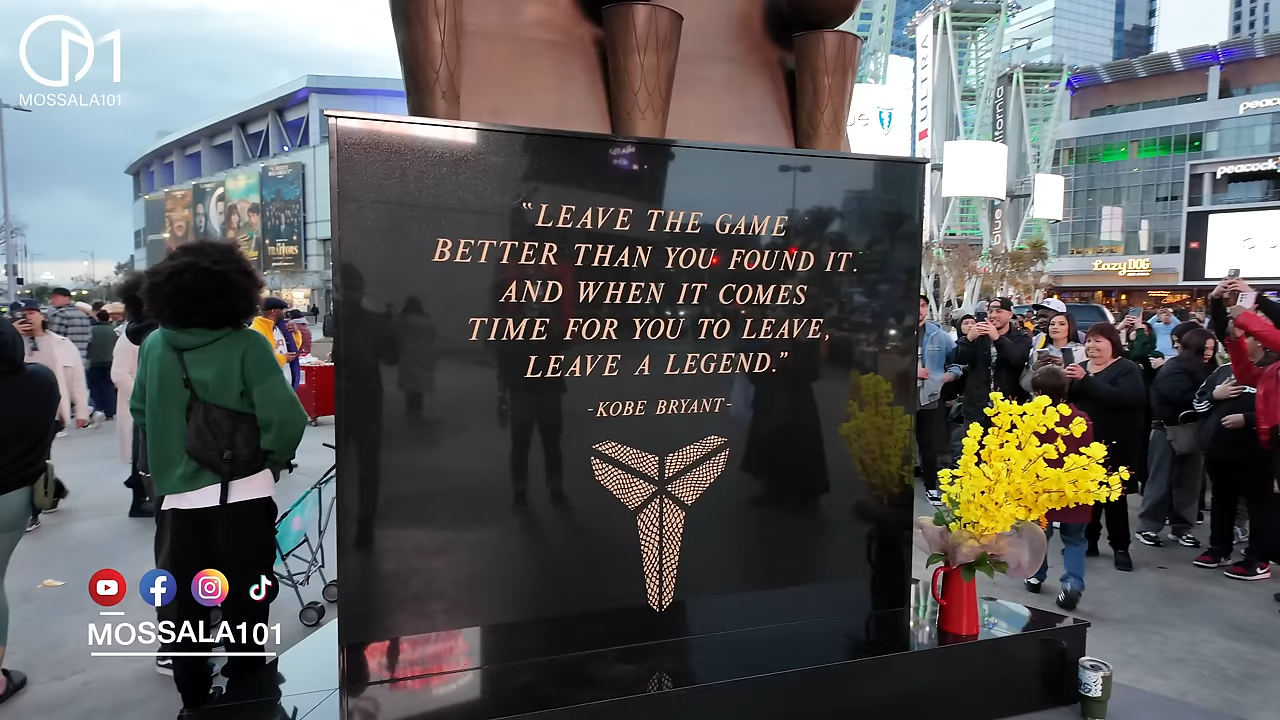 MOSSALA101
"LEAVE THE GAME
BETTER THAN YOU FOUND IT.
AND WHEN IT COMES
TIME FOR YOU TO LEAVE,
LEAVE A LEGEND."
-KOBE BRYANT-
TRAITORS
peacock
Lazy DOG
MOSSALA101